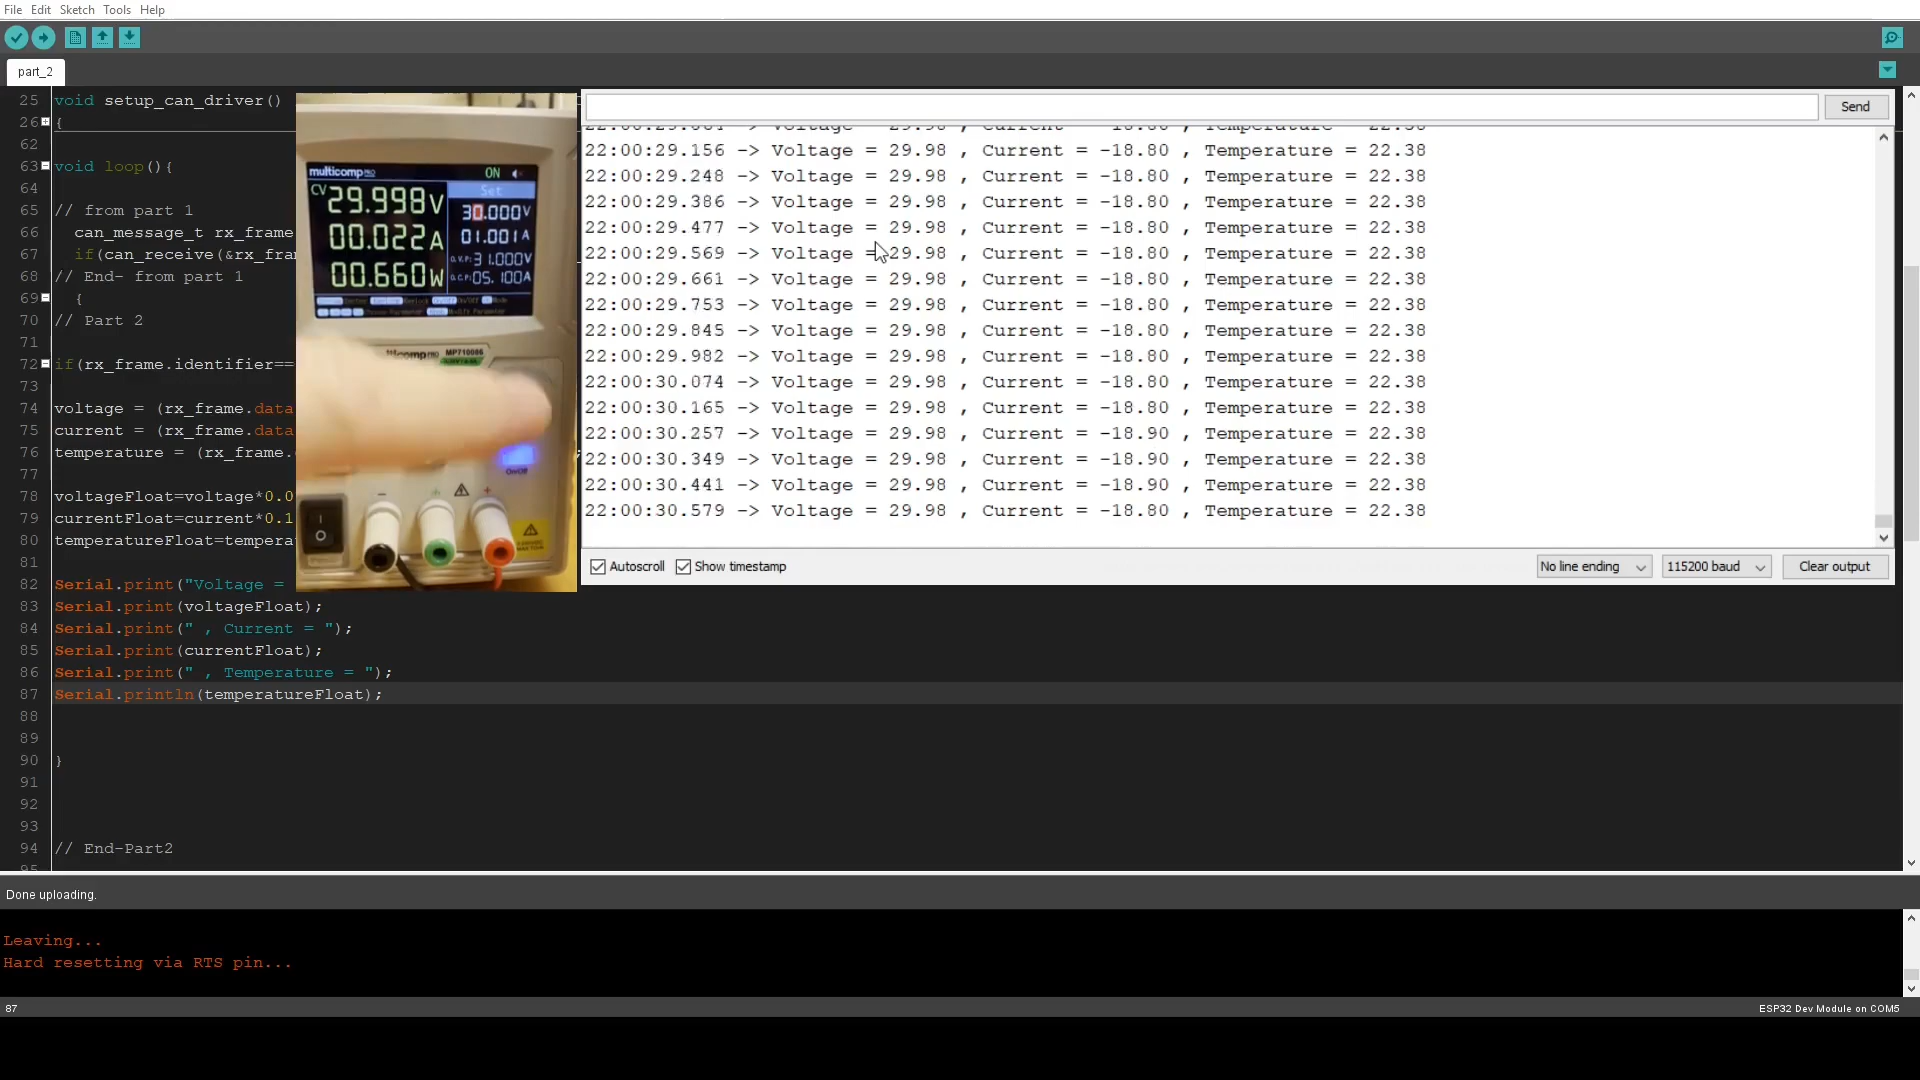 File Edit Sketch Tools Help
part_2
25 void setup_can_driver()
26 {
62
63 void loop(){
64
65 // from part 1
66 can_message_t rx_frame
67 if(can_receive(&rx_fra
68 // End- from part 1
69 {
70 // Part 2
71
72 if(rx_frame.identifier==
73
74 voltage = (rx_frame.data
75 current = (rx_frame.data
76 temperature = (rx_frame.
77
78 voltageFloat=voltage*0.0
79 currentFloat=current*0.1
80 temperatureFloat=tempera
81
82 Serial.print("Voltage =
83 Serial.print(voltageFloat);
84 Serial.print(" , Current = ");
85 Serial.print(currentFloat);
86 Serial.print(" , Temperature = ");
87 Serial.println(temperatureFloat);
88
89
90 }
91
92
93
94 // End-Part2
multicomp PRO ON
Set
CV 29.998V 30.000V
00.022A 01.001A
O.V.P: 31.000V
00.660W O.C.P: 05.100A
comp PRO MP710086
On/Off
Send
22:00:29.156 -> Voltage = 29.98 , Current = -18.80 , Temperature = 22.38
22:00:29.248 -> Voltage = 29.98 , Current = -18.80 , Temperature = 22.38
22:00:29.386 -> Voltage = 29.98 , Current = -18.80 , Temperature = 22.38
22:00:29.477 -> Voltage = 29.98 , Current = -18.80 , Temperature = 22.38
22:00:29.569 -> Voltage = 29.98 , Current = -18.80 , Temperature = 22.38
22:00:29.661 -> Voltage = 29.98 , Current = -18.80 , Temperature = 22.38
22:00:29.753 -> Voltage = 29.98 , Current = -18.80 , Temperature = 22.38
22:00:29.845 -> Voltage = 29.98 , Current = -18.80 , Temperature = 22.38
22:00:29.982 -> Voltage = 29.98 , Current = -18.80 , Temperature = 22.38
22:00:30.074 -> Voltage = 29.98 , Current = -18.80 , Temperature = 22.38
22:00:30.165 -> Voltage = 29.98 , Current = -18.80 , Temperature = 22.38
22:00:30.257 -> Voltage = 29.98 , Current = -18.90 , Temperature = 22.38
22:00:30.349 -> Voltage = 29.98 , Current = -18.90 , Temperature = 22.38
22:00:30.441 -> Voltage = 29.98 , Current = -18.90 , Temperature = 22.38
22:00:30.579 -> Voltage = 29.98 , Current = -18.80 , Temperature = 22.38
Autoscroll Show timestamp No line ending 115200 baud Clear output
Done uploading.
Leaving...
Hard resetting via RTS pin...
87 ESP32 Dev Module on COM5